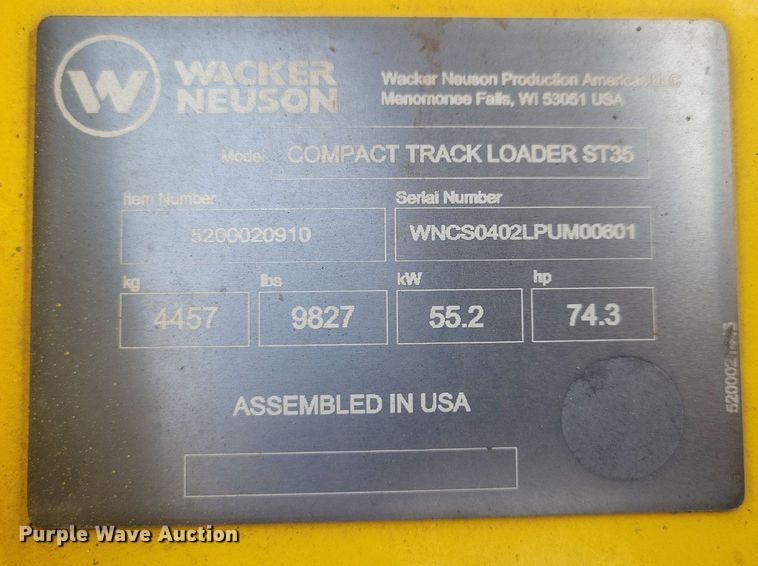 W WACKER NEUSON
Wacker Neuson Production America, LLC
Menomonee Falls, WI 53051 USA
Model COMPACT TRACK LOADER ST35
Item Number Serial Number
5200020910 WNCS0402LPUM00601
kg lbs kW hp
4457 9827 55.2 74.3
ASSEMBLED IN USA
Purple Wave Auction